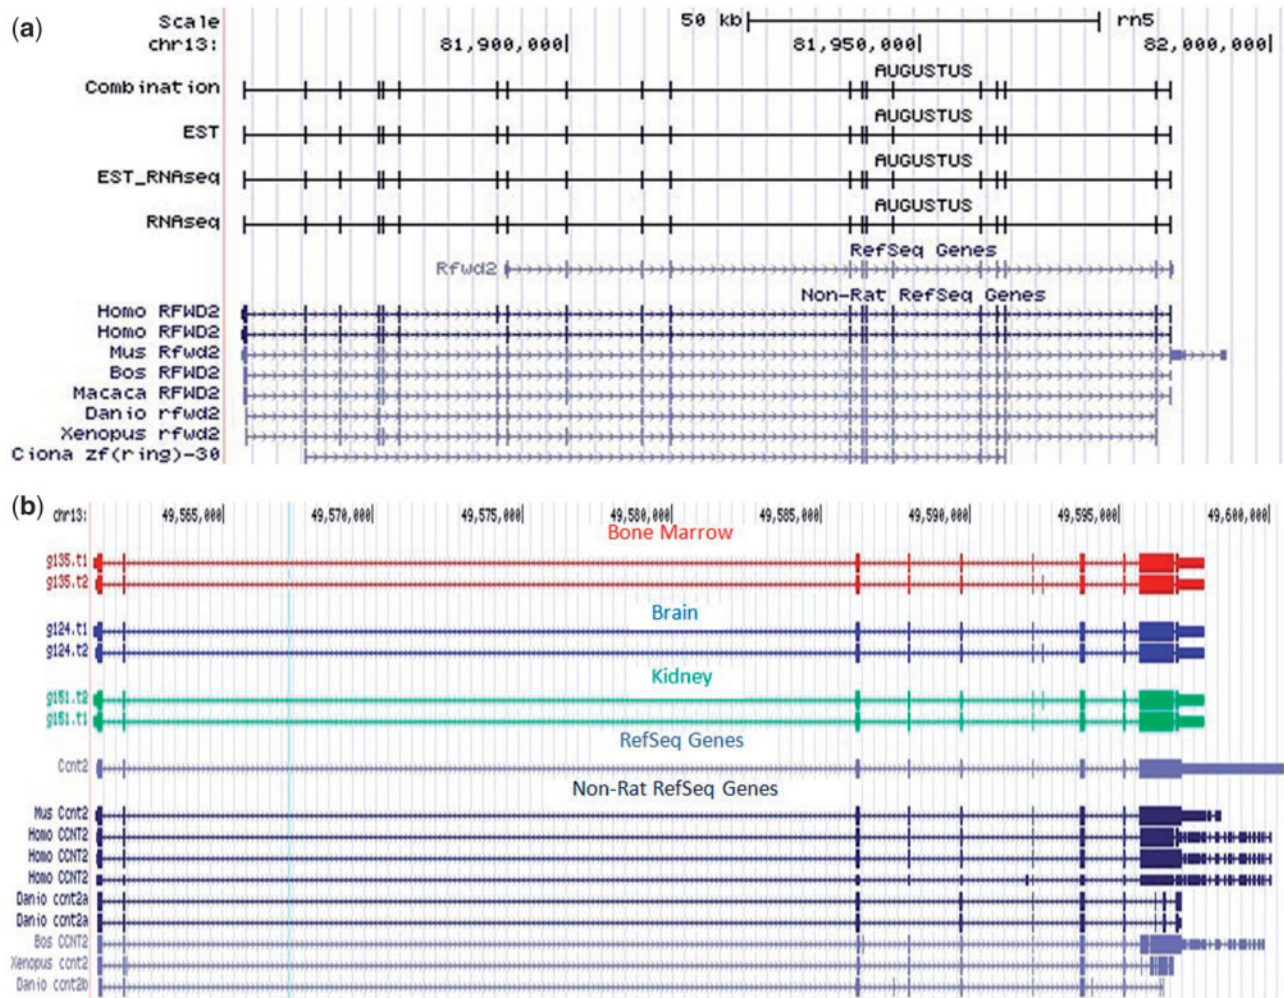 (a)
Scale 50 kb rn5
chr13: 81,900,000 81,950,000 82,000,000
AUGUSTUS
Combination
AUGUSTUS
EST
AUGUSTUS
EST_RNAseq
AUGUSTUS
RNAseq
RefSeq Genes
Rfwd2
Non-Rat RefSeq Genes
Homo RFWD2
Homo RFWD2
Mus Rfwd2
Bos RFWD2
Macaca RFWD2
Danio rfwd2
Xenopus rfwd2
Ciona zf(ring)-30
(b)
chr13: 49,565,000 49,570,000 49,575,000 49,580,000 49,585,000 49,590,000 49,595,000 49,600,000
Bone Marrow
g135.t1
g135.t2
Brain
g124.t1
g124.t2
Kidney
g151.t2
g151.t1
RefSeq Genes
Ccnt2
Non-Rat RefSeq Genes
Mus Ccnt2
Homo CCNT2
Homo CCNT2
Homo CCNT2
Danio ccnt2a
Danio ccnt2a
Bos CCNT2
Xenopus ccnt2
Danio ccnt2b